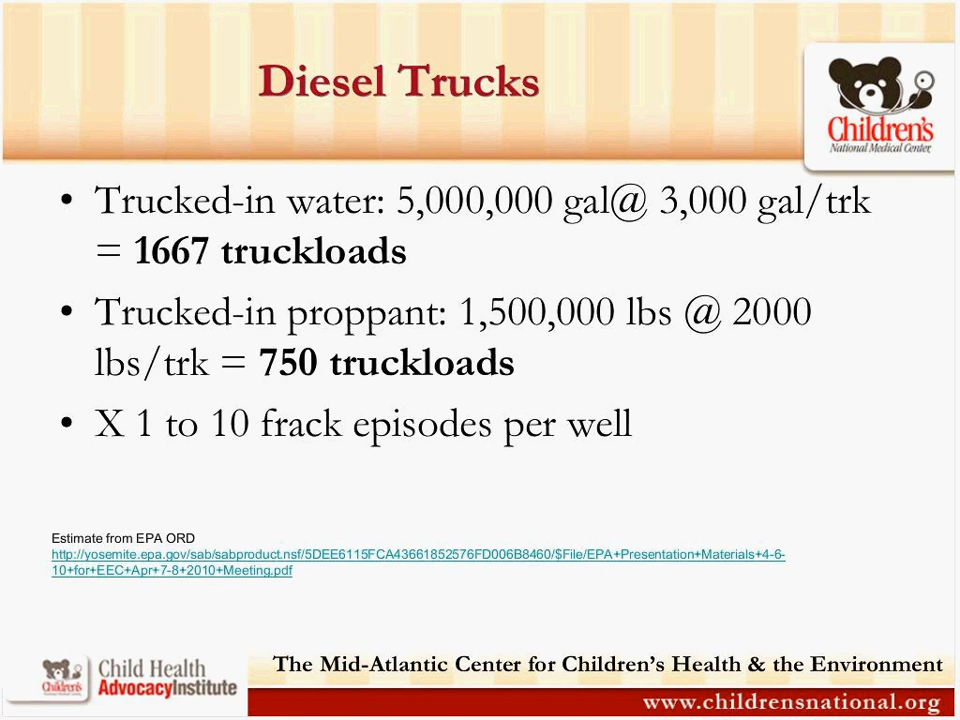 Diesel Trucks
Children's
National Medical Center
• Trucked-in water: 5,000,000 gal@ 3,000 gal/trk
= 1667 truckloads
• Trucked-in proppant: 1,500,000 lbs @ 2000
lbs/trk = 750 truckloads
• X 1 to 10 frack episodes per well
Estimate from EPA ORD
http://yosemite.epa.gov/sab/sabproduct.nsf/5DEE6115FCA43661852576FD006B8460/$File/EPA+Presentation+Materials+4-6-
10+for+EEC+Apr+7-8+2010+Meeting.pdf
Children's
Child Health
AdvocacyInstitute
The Mid-Atlantic Center for Children's Health & the Environment
www.childrensnational.org